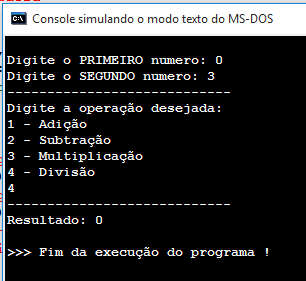 Console simulando o modo texto do MS-DOS
Digite o PRIMEIRO numero: 0
Digite o SEGUNDO numero: 3
----------------------------
Digite a operação desejada:
1 - Adição
2 - Subtração
3 - Multiplicação
4 - Divisão
4
----------------------------
Resultado: 0
>>> Fim da execução do programa !